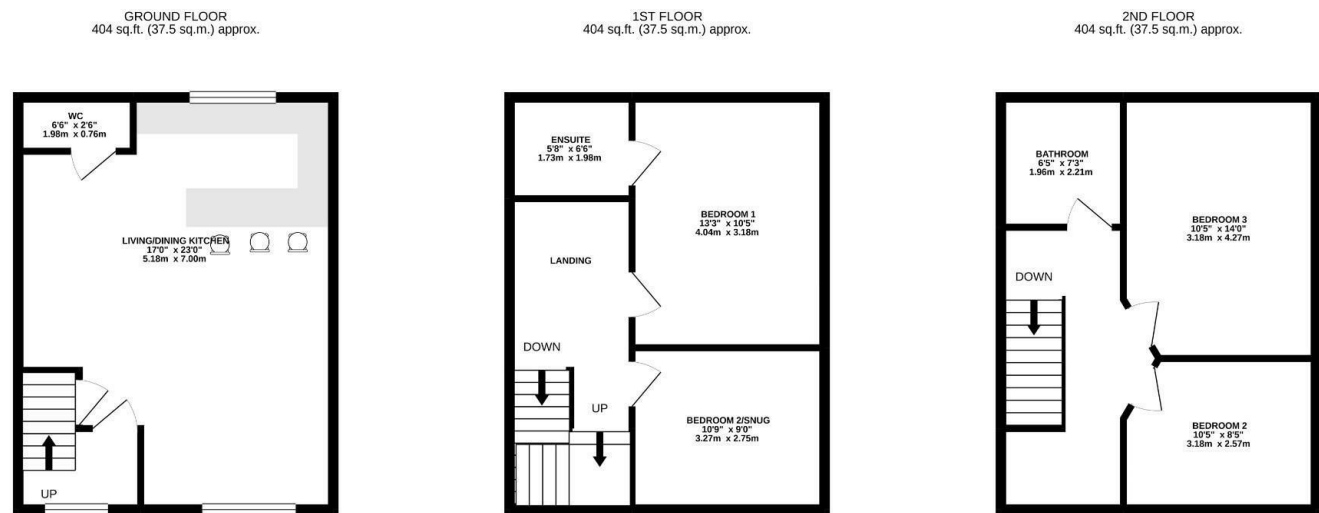 GROUND FLOOR
404 sq.ft. (37.5 sq.m.) approx.
WC
6'6" x 2'6"
1.98m x 0.76m
LIVING/DINING KITCHEN
17'0" x 23'0"
5.18m x 7.00m
UP
1ST FLOOR
404 sq.ft. (37.5 sq.m.) approx.
ENSUITE
5'8" x 6'6"
1.73m x 1.98m
BEDROOM 1
13'3" x 10'5"
4.04m x 3.18m
LANDING
DOWN
UP
BEDROOM 2/SNUG
10'9" x 9'0"
3.27m x 2.75m
2ND FLOOR
404 sq.ft. (37.5 sq.m.) approx.
BATHROOM
6'5" x 7'3"
1.96m x 2.21m
BEDROOM 3
10'5" x 14'0"
3.18m x 4.27m
DOWN
BEDROOM 2
10'5" x 8'5"
3.18m x 2.57m